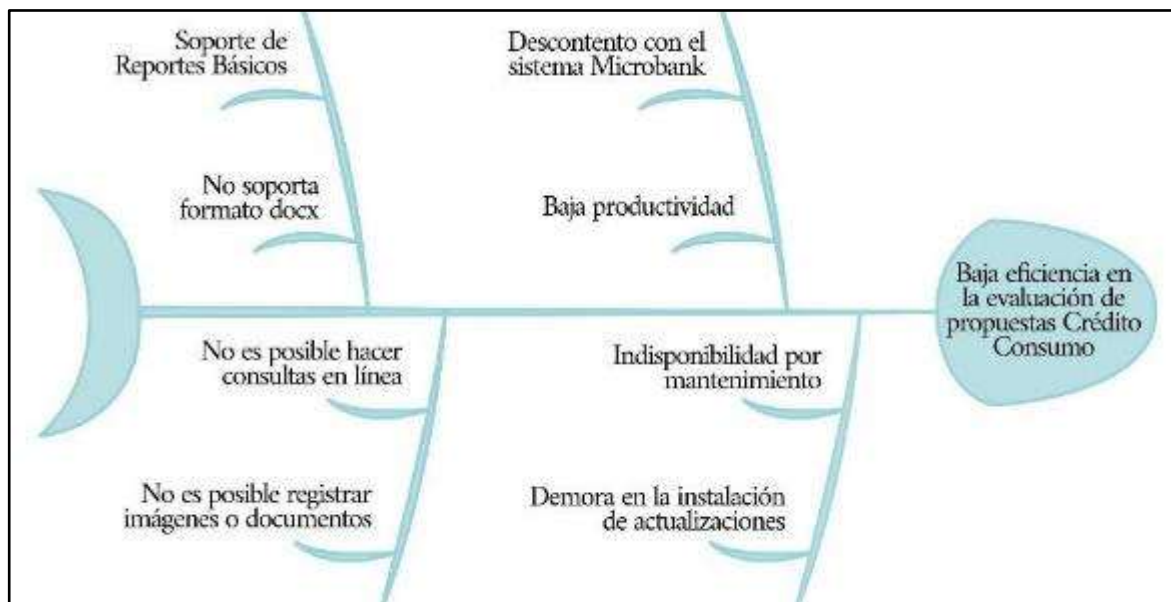 Soporte de
Reportes Básicos
Descontento con el
sistema Microbank
No soporta
formato docx
Baja productividad
Baja eficiencia en
la evaluación de
propuestas Crédito
Consumo
No es posible hacer
consultas en línea
Indisponibilidad por
mantenimiento
No es posible registrar
imágenes o documentos
Demora en la instalación
de actualizaciones